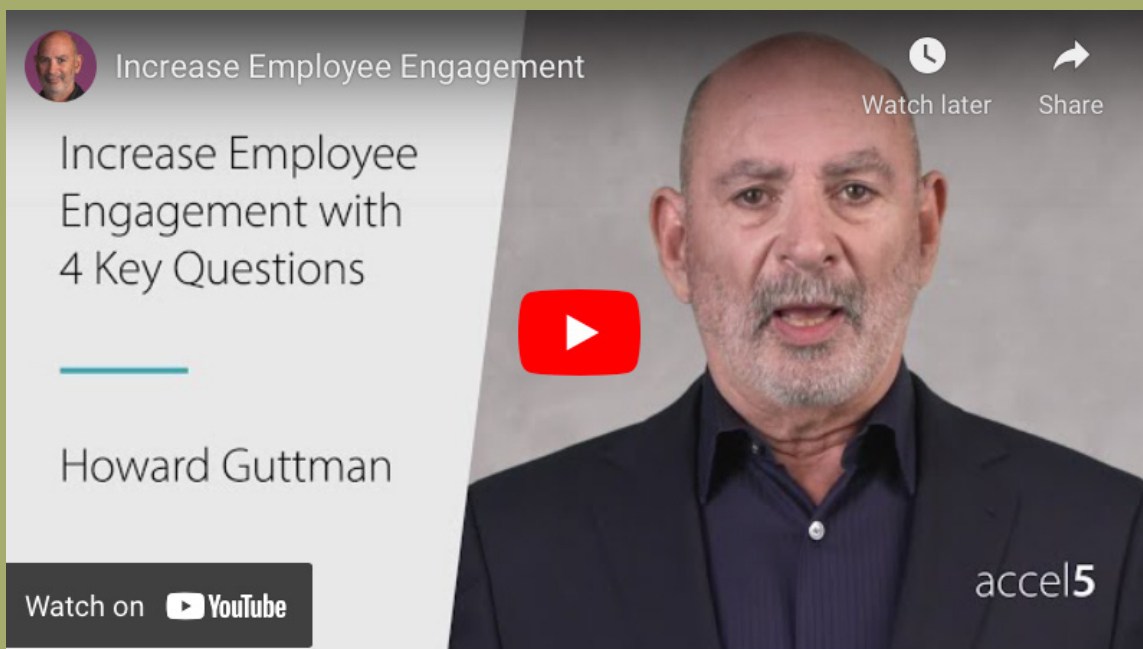 Increase Employee Engagement
Watch later
Share
Increase Employee
Engagement with
4 Key Questions
Howard Guttman
accel5
Watch on YouTube